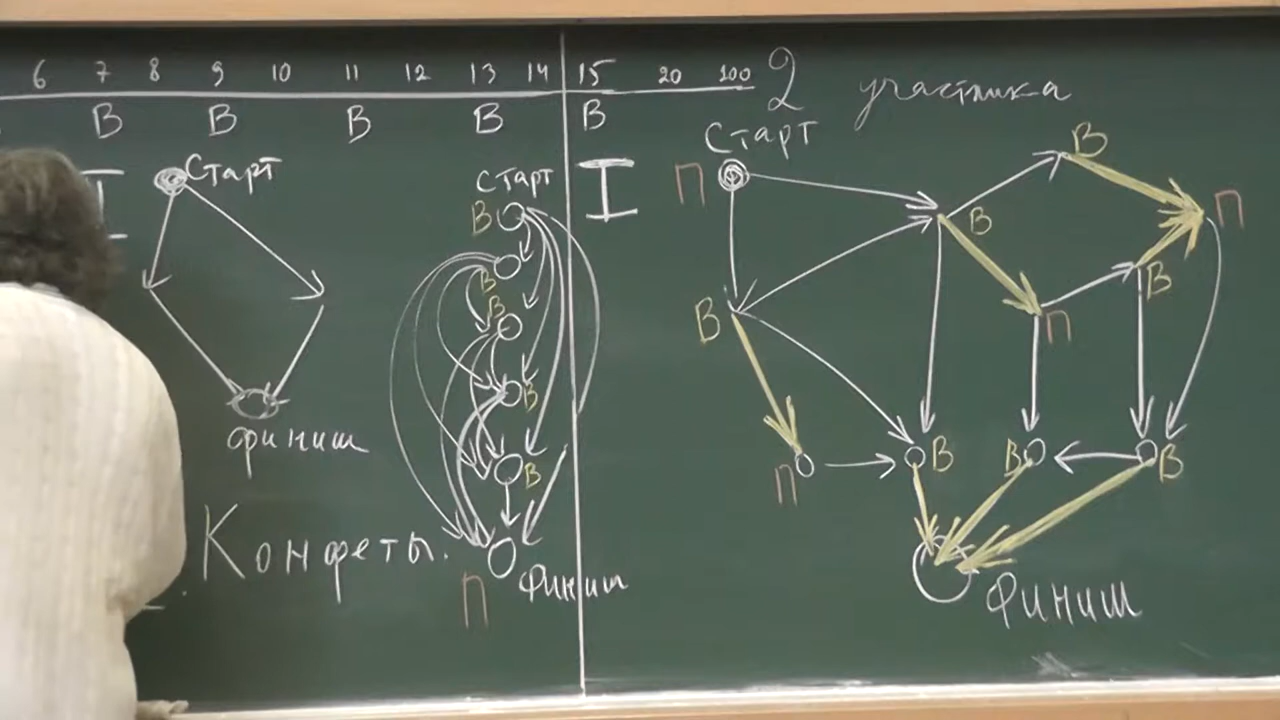 6 7 8 9 10 11 12 13 14 15 20 100
В В В В В
2 участника
I Старт
Старт
В
В
В
В
В
П
Финиш
финиш
Конфеты.
I
Старт
П
В
В
П
В
П
В
П
В
В
В
Финиш